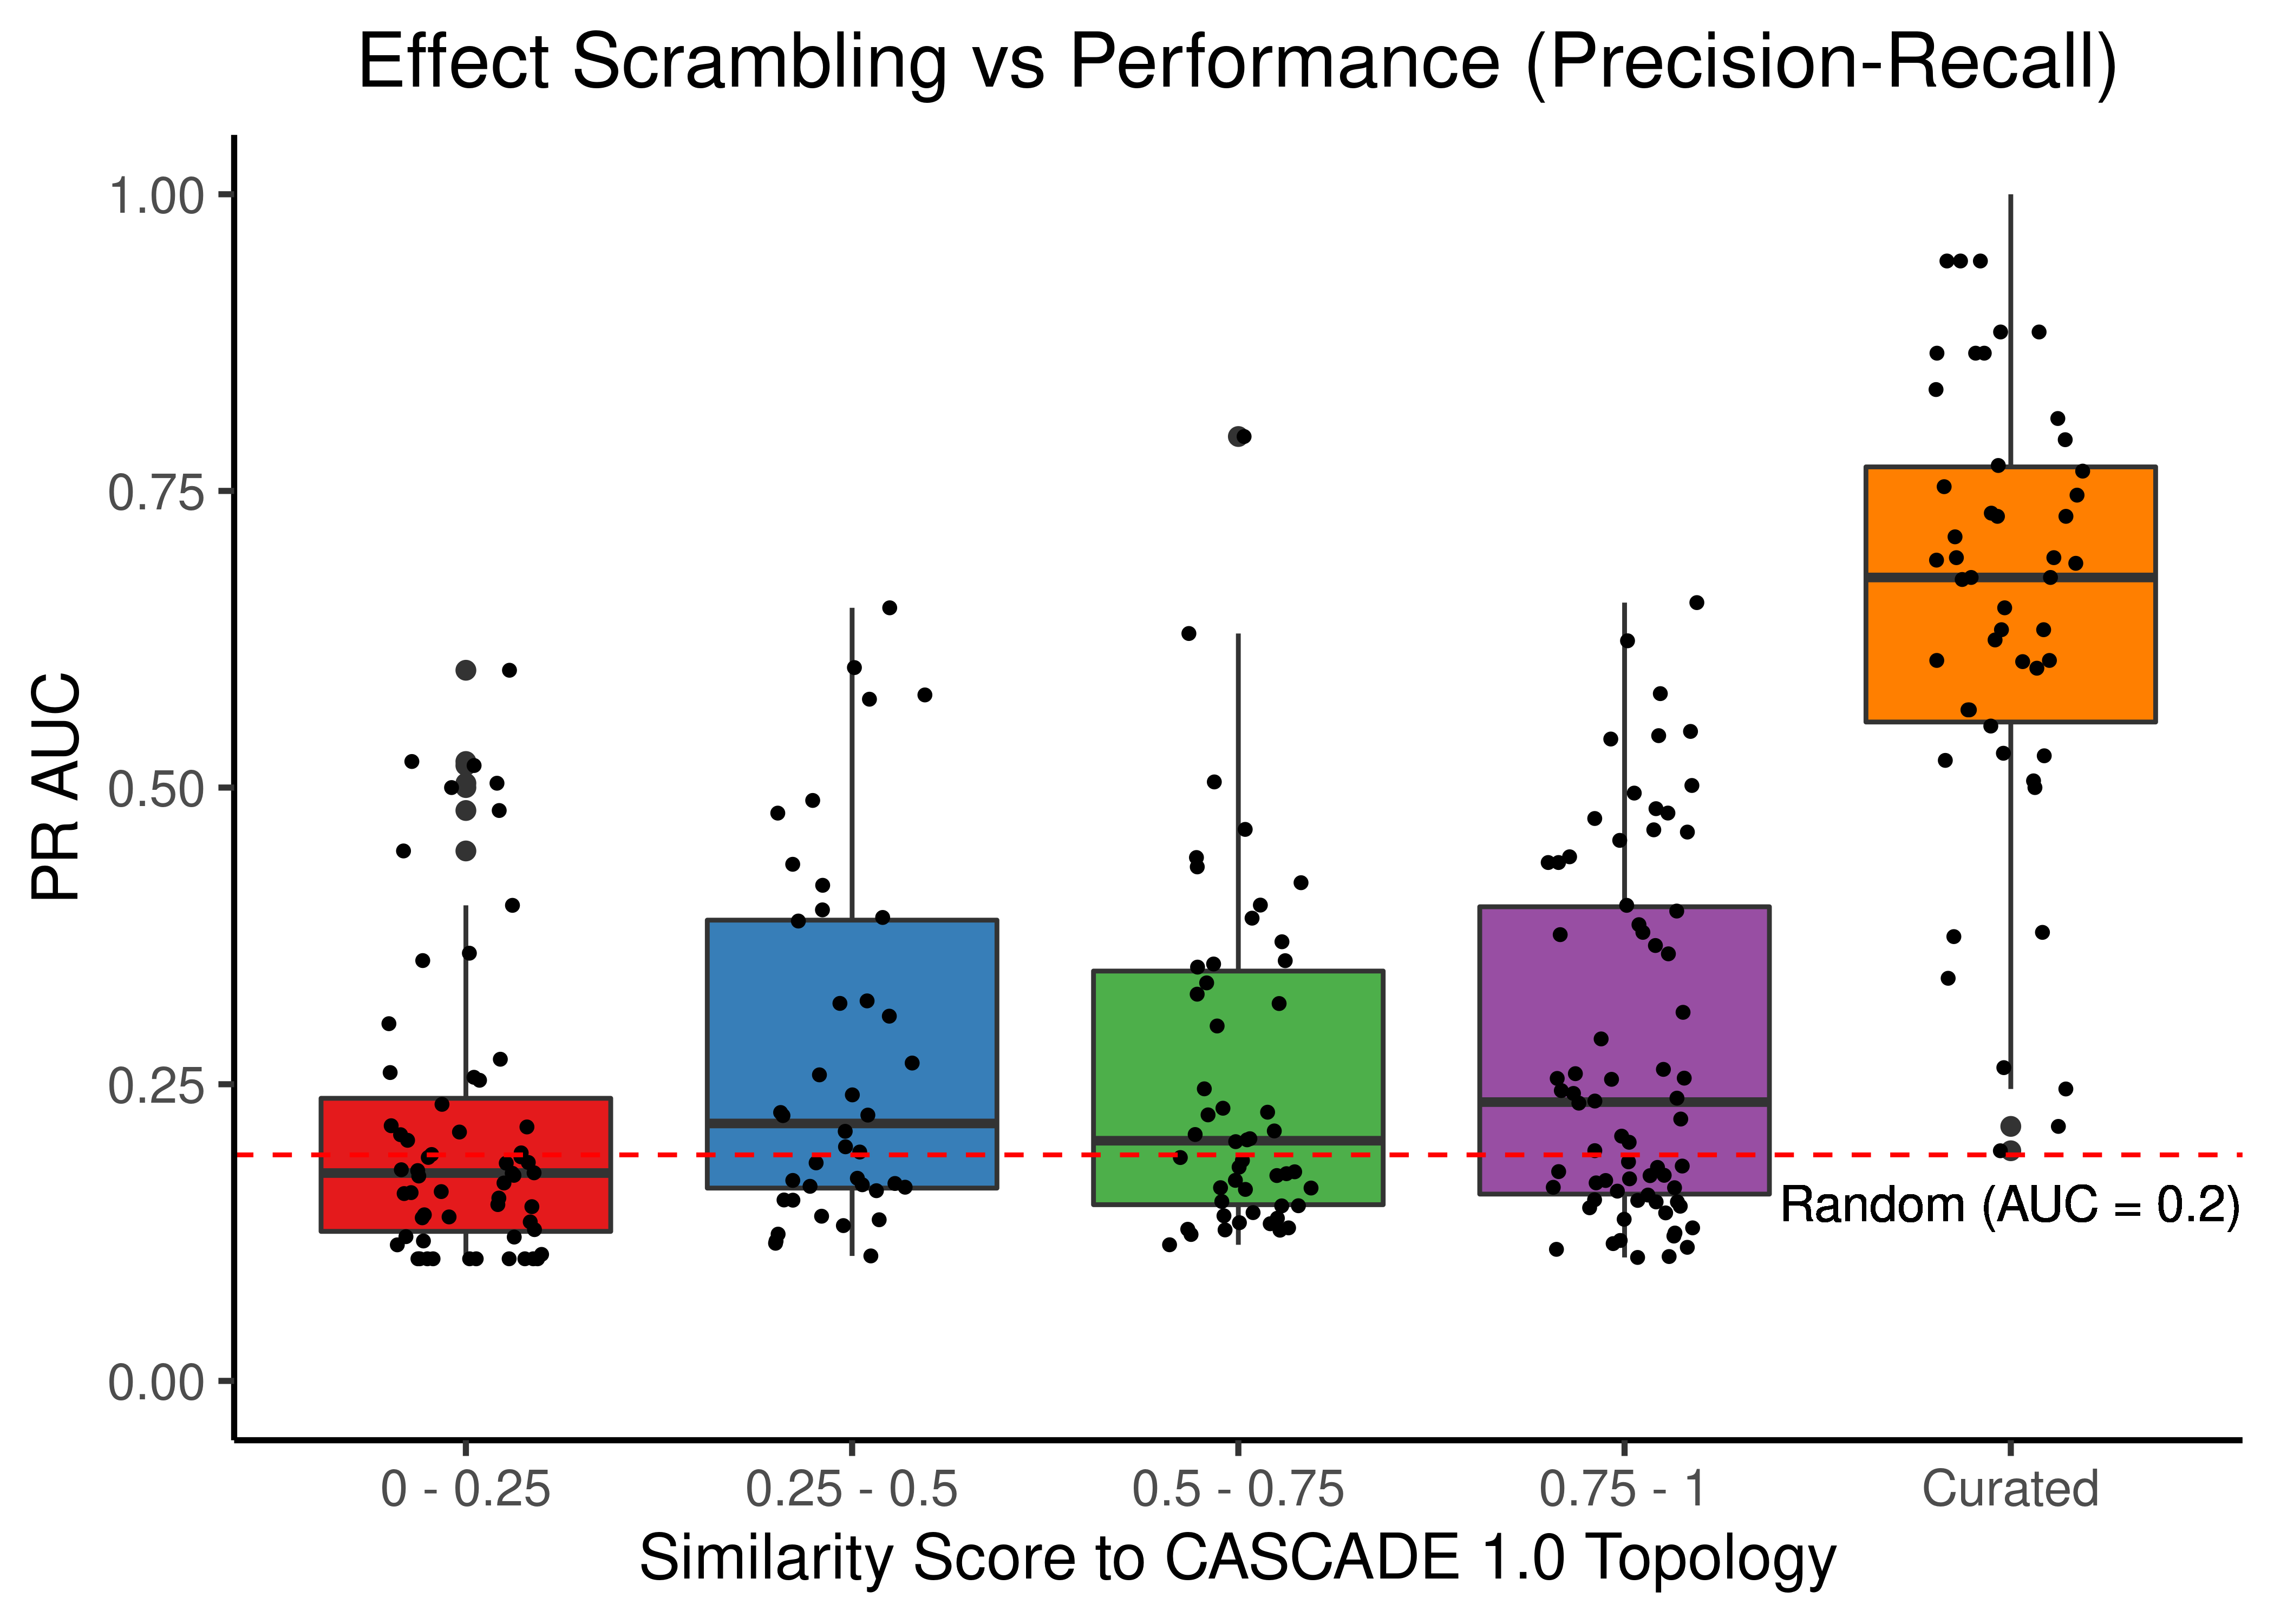 Effect Scrambling vs Performance (Precision-Recall)
PR AUC
1.00
0.75
0.50
0.25
0.00
Random (AUC = 0.2)
0 - 0.25
0.25 - 0.5
0.5 - 0.75
0.75 - 1
Curated
Similarity Score to CASCADE 1.0 Topology